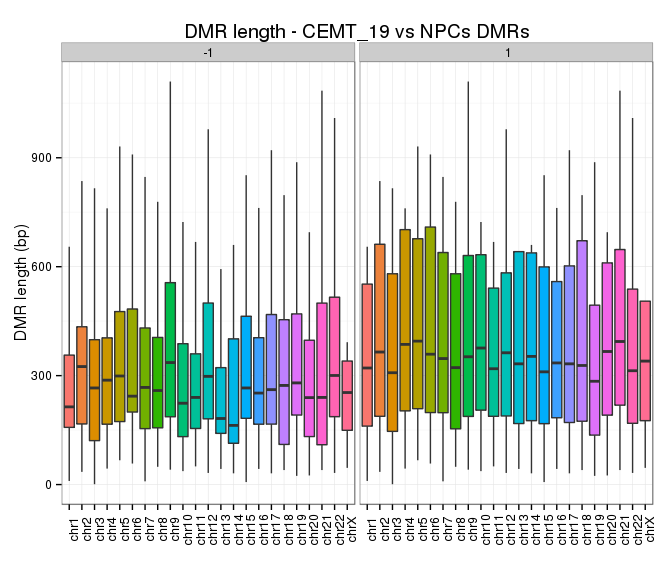 DMR length - CEMT_19 vs NPCs DMRs
-1 1
DMR length (bp)
900
600
300
0
chr1 chr2 chr3 chr4 chr5 chr6 chr7 chr8 chr9 chr10 chr11 chr12 chr13 chr14 chr15 chr16 chr17 chr18 chr19 chr20 chr21 chr22 chrX chr1 chr2 chr3 chr4 chr5 chr6 chr7 chr8 chr9 chr10 chr11 chr12 chr13 chr14 chr15 chr16 chr17 chr18 chr19 chr20 chr21 chr22 chrX